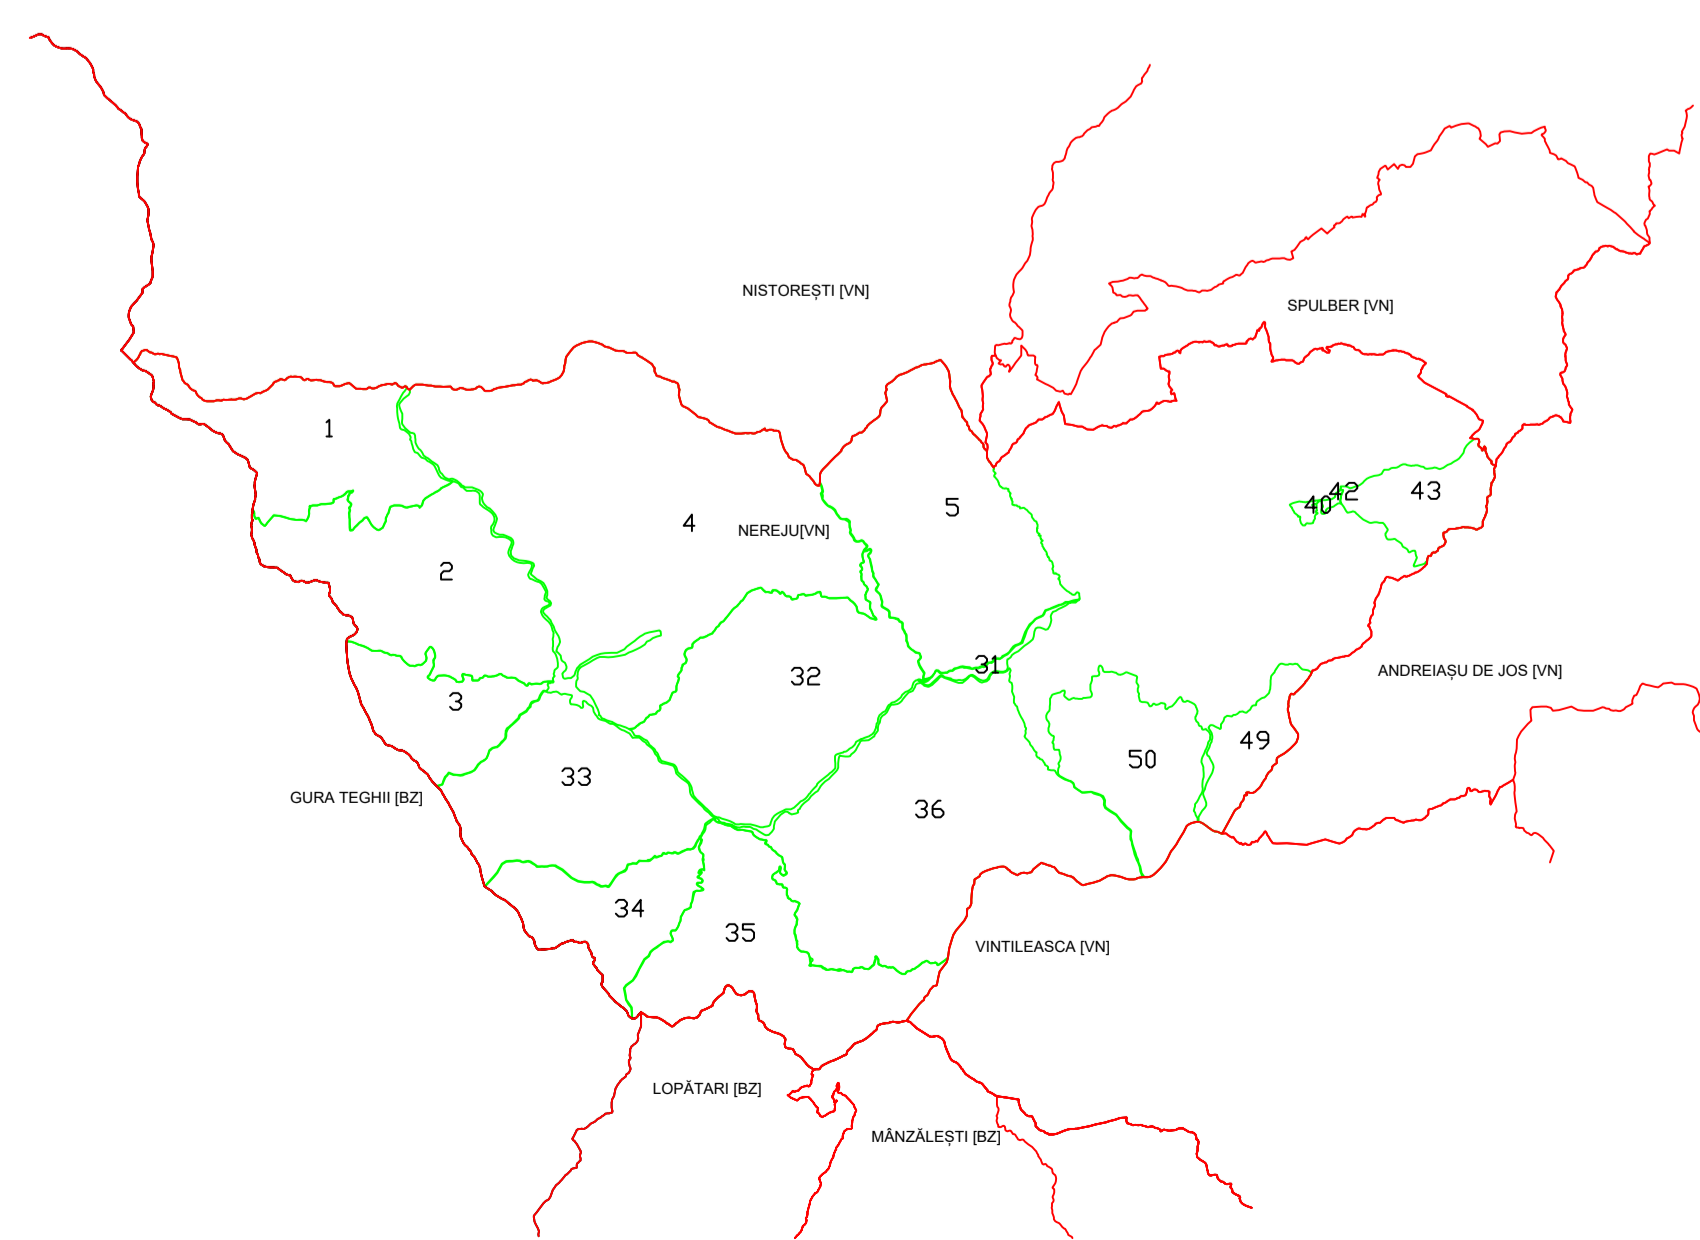 NISTOREȘTI [VN]
SPULBER [VN]
1
5
40
42
43
4
NEREJU[VN]
2
31
32
ANDREIAȘU DE JOS [VN]
3
49
50
33
GURA TEGHII [BZ]
36
34
35
VINTILEASCA [VN]
LOPĂTARI [BZ]
MÂNZĂLEȘTI [BZ]